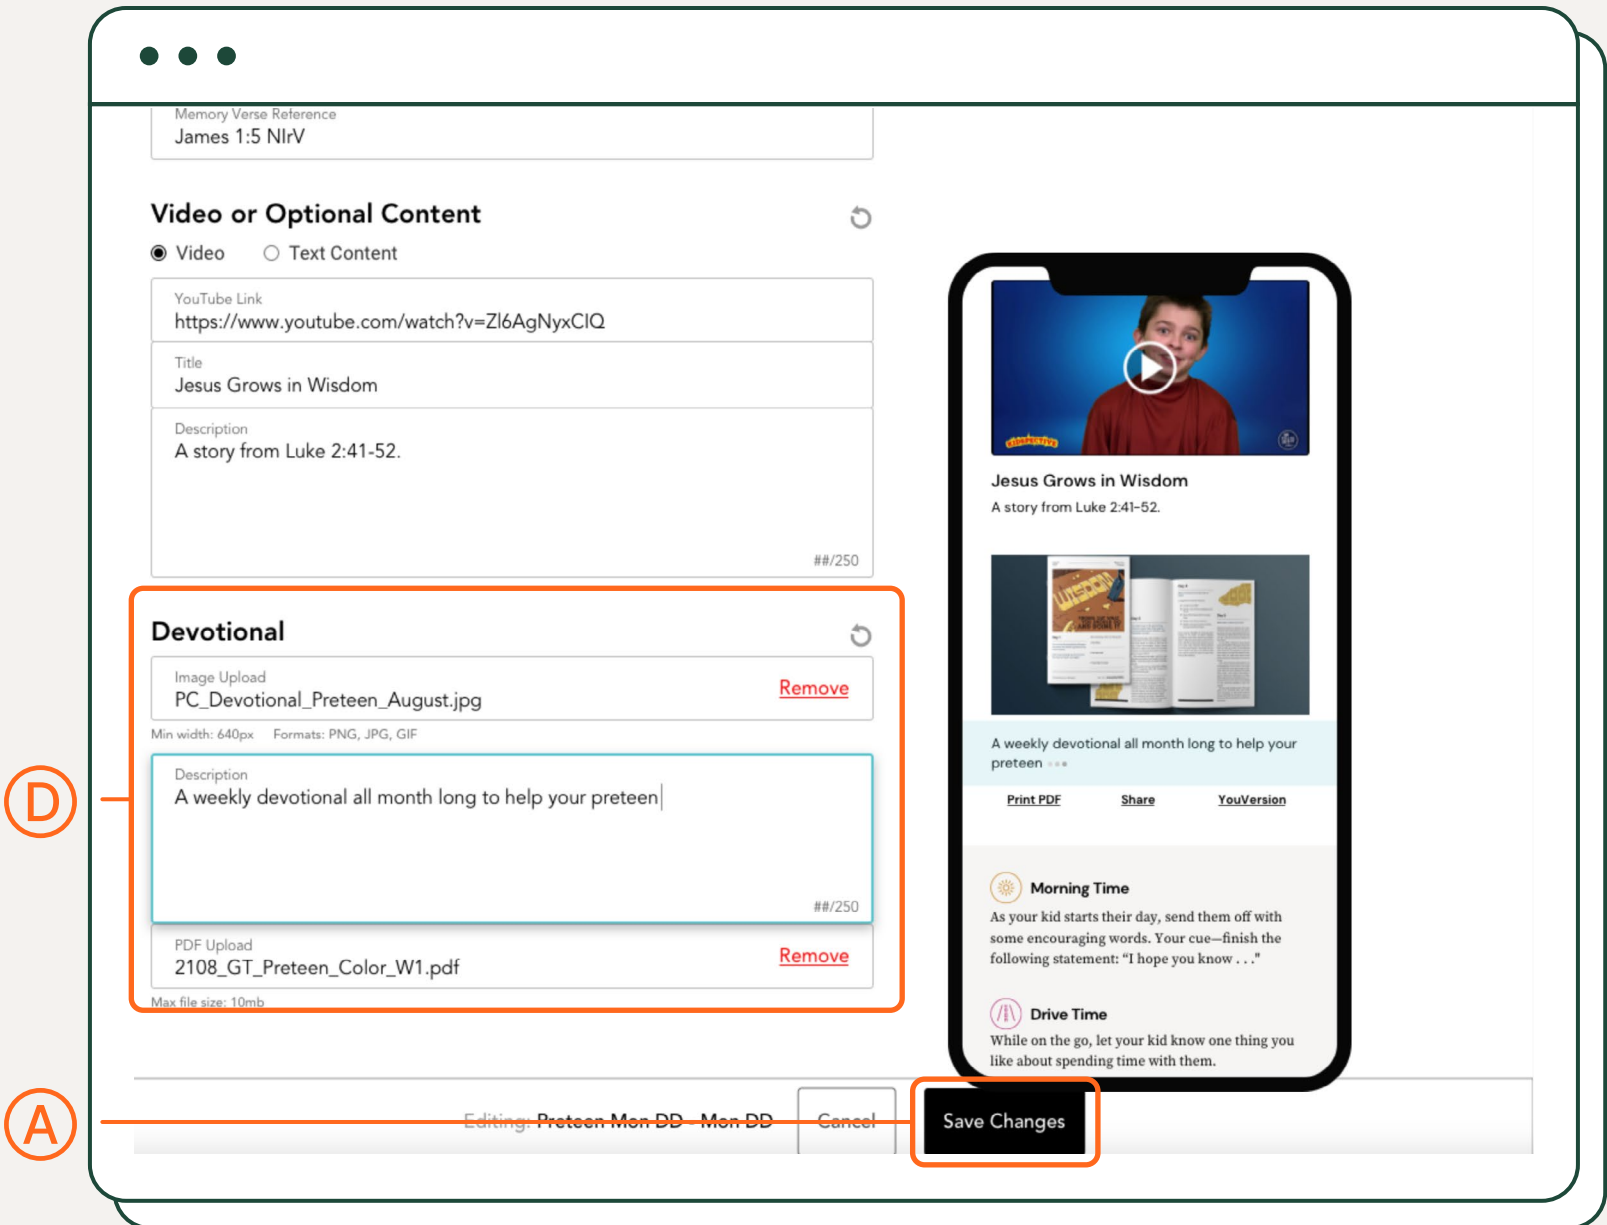 Memory Verse Reference
James 1:5 NIrV
Video or Optional Content
Video
Text Content
YouTube Link
https://www.youtube.com/watch?v=Zl6AgNyxCIQ
Title
Jesus Grows in Wisdom
Description
A story from Luke 2:41-52.
##/250
Devotional
Image Upload
PC_Devotional_Preteen_August.jpg
Remove
Min width: 640px Formats: PNG, JPG, GIF
D
Description
A weekly devotional all month long to help your preteen
##/250
PDF Upload
2108_GT_Preteen_Color_W1.pdf
Remove
Max file size: 10mb
A
Editing: Preteen Mon DD - Mon DD
Cancel
Save Changes
KIDSPECTIVE
Jesus Grows in Wisdom
A story from Luke 2:41-52.
WISDOM
A weekly devotional all month long to help your
preteen
Print PDF
Share
YouVersion
Morning Time
As your kid starts their day, send them off with
some encouraging words. Your cue—finish the
following statement: “I hope you know . . ."
Drive Time
While on the go, let your kid know one thing you
like about spending time with them.